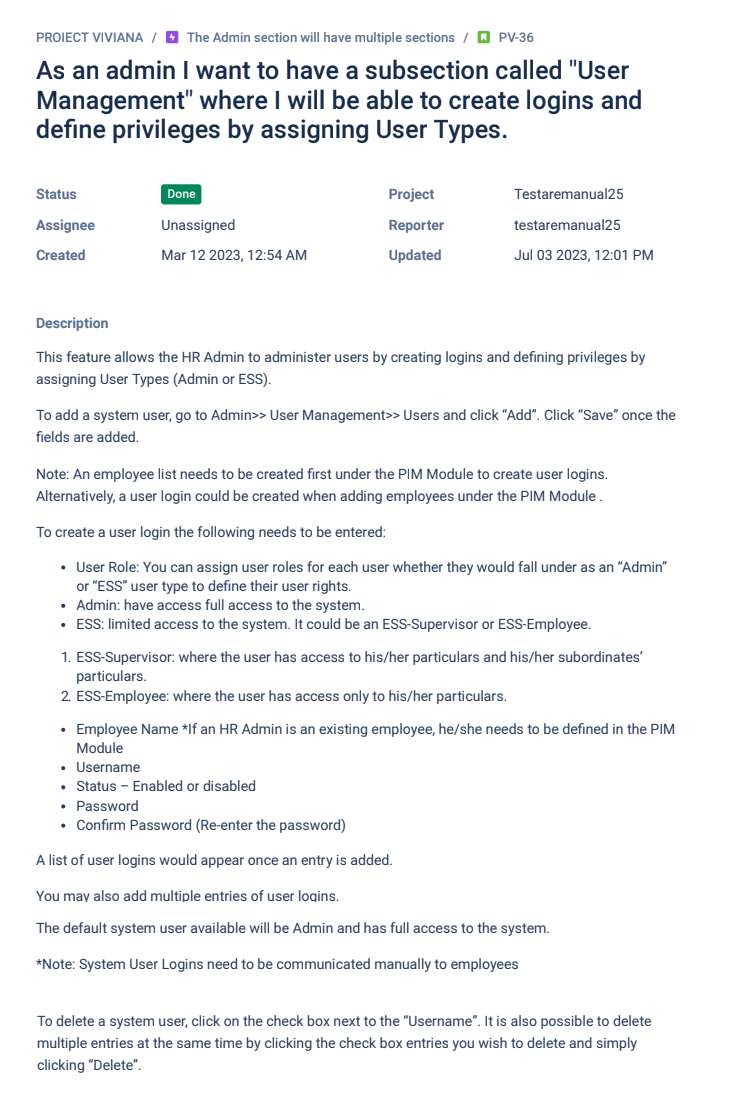 PROIECT VIVIANA / The Admin section will have multiple sections / PV-36
As an admin I want to have a subsection called "User
Management" where I will be able to create logins and
define privileges by assigning User Types.
Status Done Project Testaremanual25
Assignee Unassigned Reporter testaremanual25
Created Mar 12 2023, 12:54 AM Updated Jul 03 2023, 12:01 PM
Description
This feature allows the HR Admin to administer users by creating logins and defining privileges by
assigning User Types (Admin or ESS).
To add a system user, go to Admin>> User Management>> Users and click “Add”. Click “Save” once the
fields are added.
Note: An employee list needs to be created first under the PIM Module to create user logins.
Alternatively, a user login could be created when adding employees under the PIM Module .
To create a user login the following needs to be entered:
• User Role: You can assign user roles for each user whether they would fall under as an “Admin”
or “ESS” user type to define their user rights.
• Admin: have access full access to the system.
• ESS: limited access to the system. It could be an ESS-Supervisor or ESS-Employee.
1. ESS-Supervisor: where the user has access to his/her particulars and his/her subordinates’
particulars.
2. ESS-Employee: where the user has access only to his/her particulars.
• Employee Name *If an HR Admin is an existing employee, he/she needs to be defined in the PIM
Module
• Username
• Status – Enabled or disabled
• Password
• Confirm Password (Re-enter the password)
A list of user logins would appear once an entry is added.
You may also add multiple entries of user logins.
The default system user available will be Admin and has full access to the system.
*Note: System User Logins need to be communicated manually to employees
To delete a system user, click on the check box next to the “Username”. It is also possible to delete
multiple entries at the same time by clicking the check box entries you wish to delete and simply
clicking “Delete”.